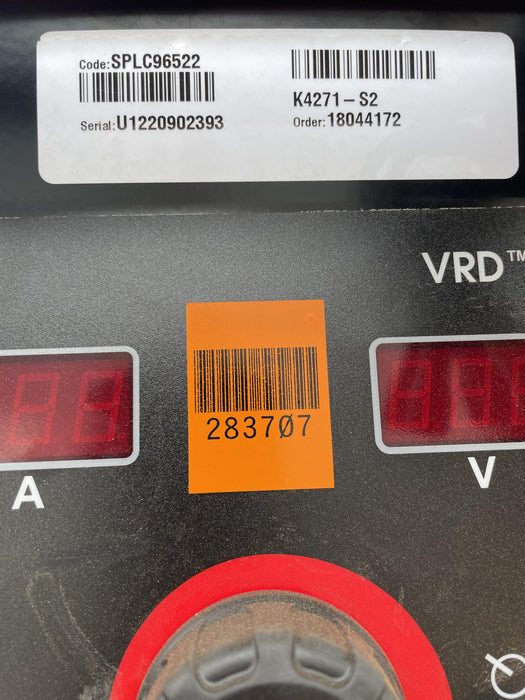 Code:SPLC96522
Serial:U1220902393
K4271-S2
Order:18044172
VRD™
283707
A
V